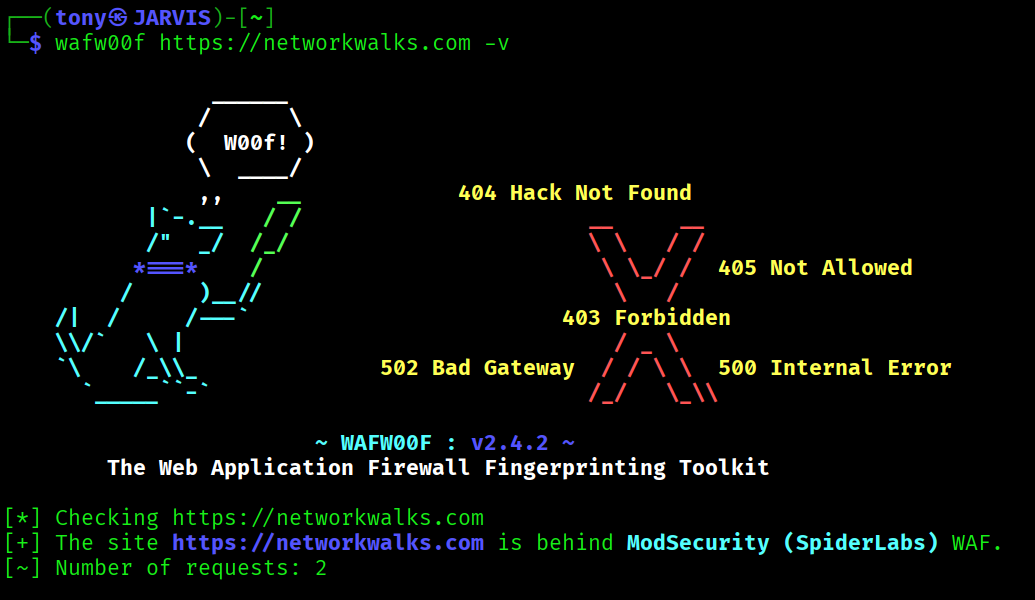 ┌──(tony㉿JARVIS)-[~]
└─$ wafw00f https://networkwalks.com -v
( W00f! )
404 Hack Not Found
405 Not Allowed
403 Forbidden
502 Bad Gateway 500 Internal Error
~ WAFW00F : v2.4.2 ~
The Web Application Firewall Fingerprinting Toolkit
[*] Checking https://networkwalks.com
[+] The site https://networkwalks.com is behind ModSecurity (SpiderLabs) WAF.
[~] Number of requests: 2